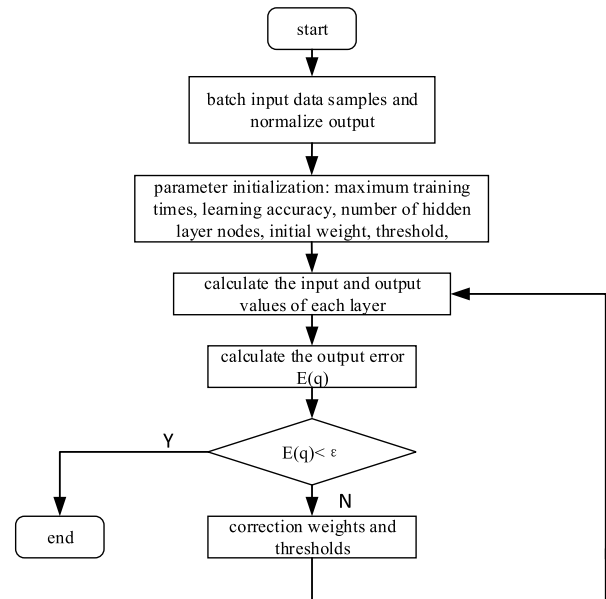 start
batch input data samples and
normalize output
parameter initialization: maximum training
times, learning accuracy, number of hidden
layer nodes, initial weight, threshold,
calculate the input and output
values of each layer
calculate the output error
E(q)
E(q)< ε
Y
N
end
correction weights and
thresholds